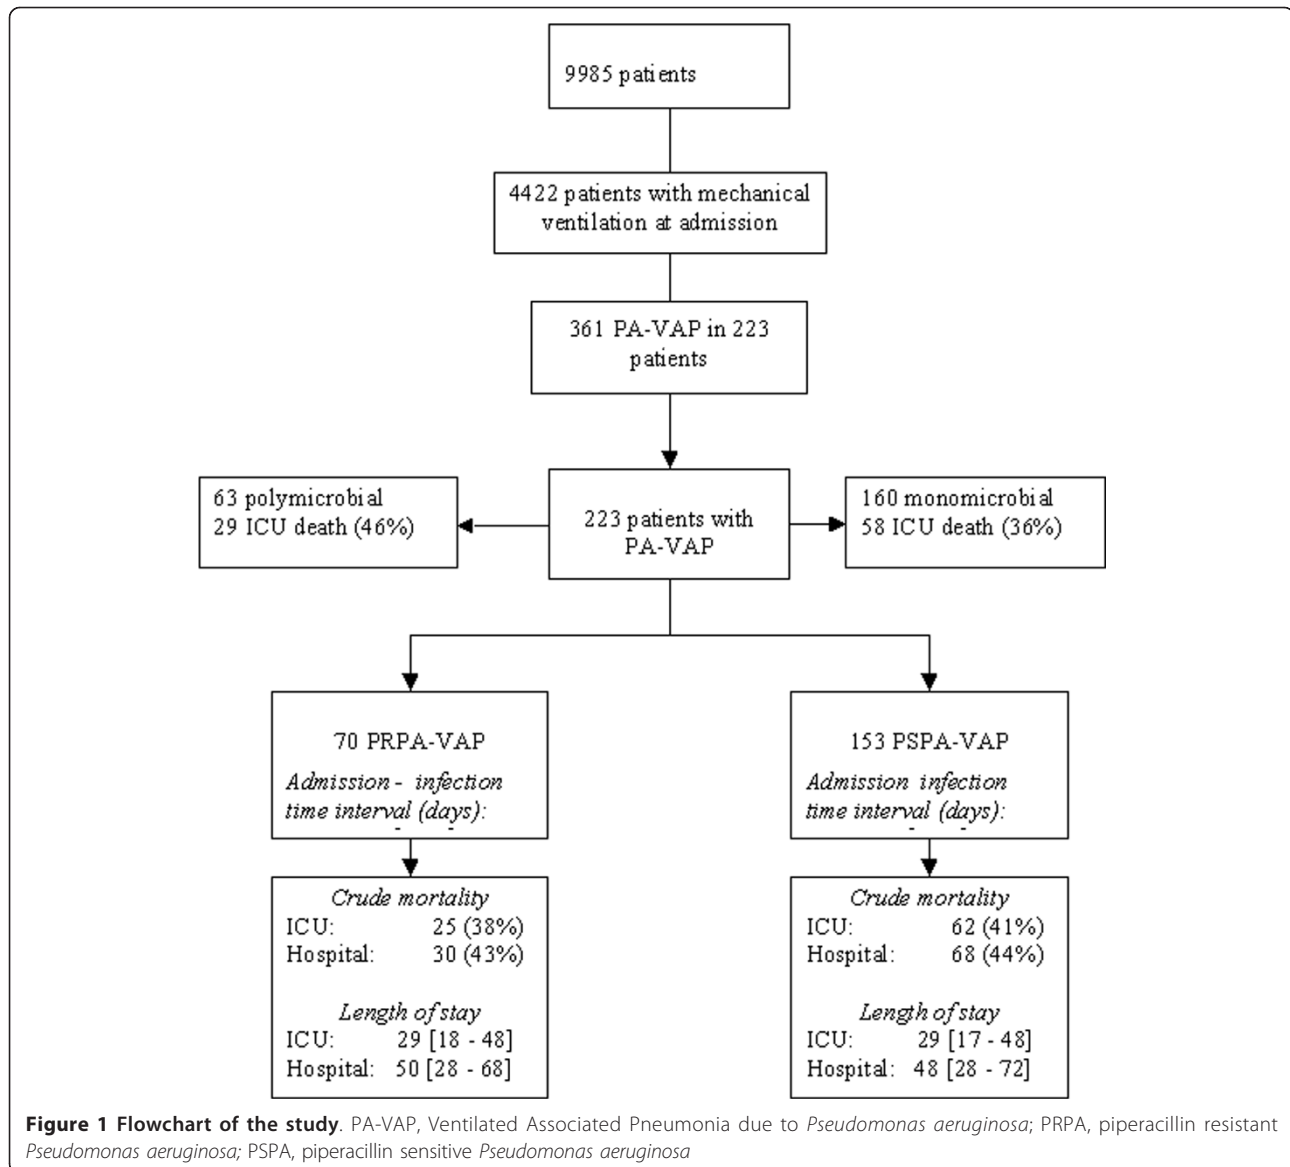 9985 patients
4422 patients with mechanical
ventilation at admission
361 PA-VAP in 223
patients
63 polymicrobial
29 ICU death (46%)
223 patients with
PA-VAP
160 monomicrobial
58 ICU death (36%)
70 PRPA-VAP
Admission - infection
time interval (days):
153 PSPA-VAP
Admission infection
time interval (days):
Crude mortality
ICU: 25 (38%)
Hospital: 30 (43%)
Length of stay
ICU: 29 [18 - 48]
Hospital: 50 [28 - 68]
Crude mortality
ICU: 62 (41%)
Hospital: 68 (44%)
Length of stay
ICU: 29 [17 - 48]
Hospital: 48 [28 - 72]
Figure 1 Flowchart of the study. PA-VAP, Ventilated Associated Pneumonia due to Pseudomonas aeruginosa; PRPA, piperacillin resistant
Pseudomonas aeruginosa; PSPA, piperacillin sensitive Pseudomonas aeruginosa